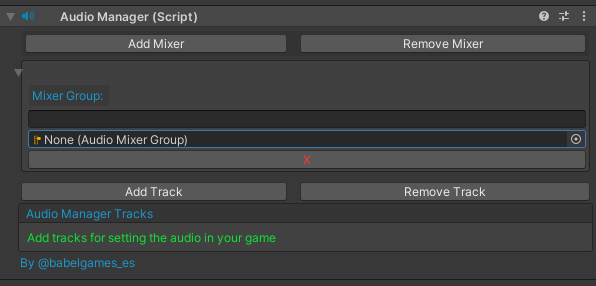 Audio Manager (Script)
Add Mixer Remove Mixer
Mixer Group:
None (Audio Mixer Group)
X
Add Track Remove Track
Audio Manager Tracks
Add tracks for setting the audio in your game
By @babelgames_es